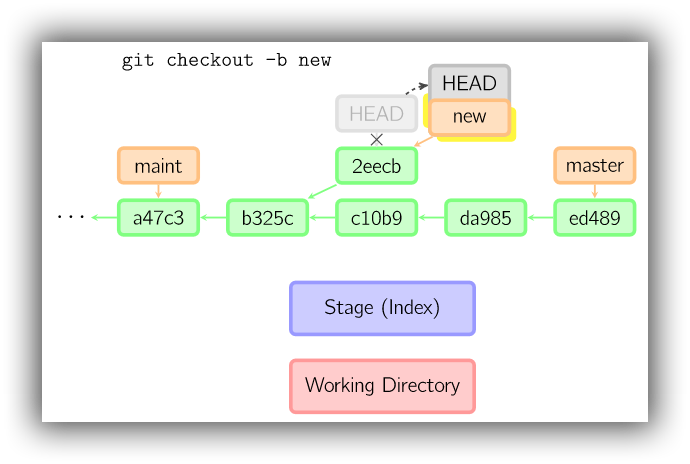 git checkout -b new
HEAD
HEAD
new
maint
2eecb
master
...
a47c3
b325c
c10b9
da985
ed489
Stage (Index)
Working Directory